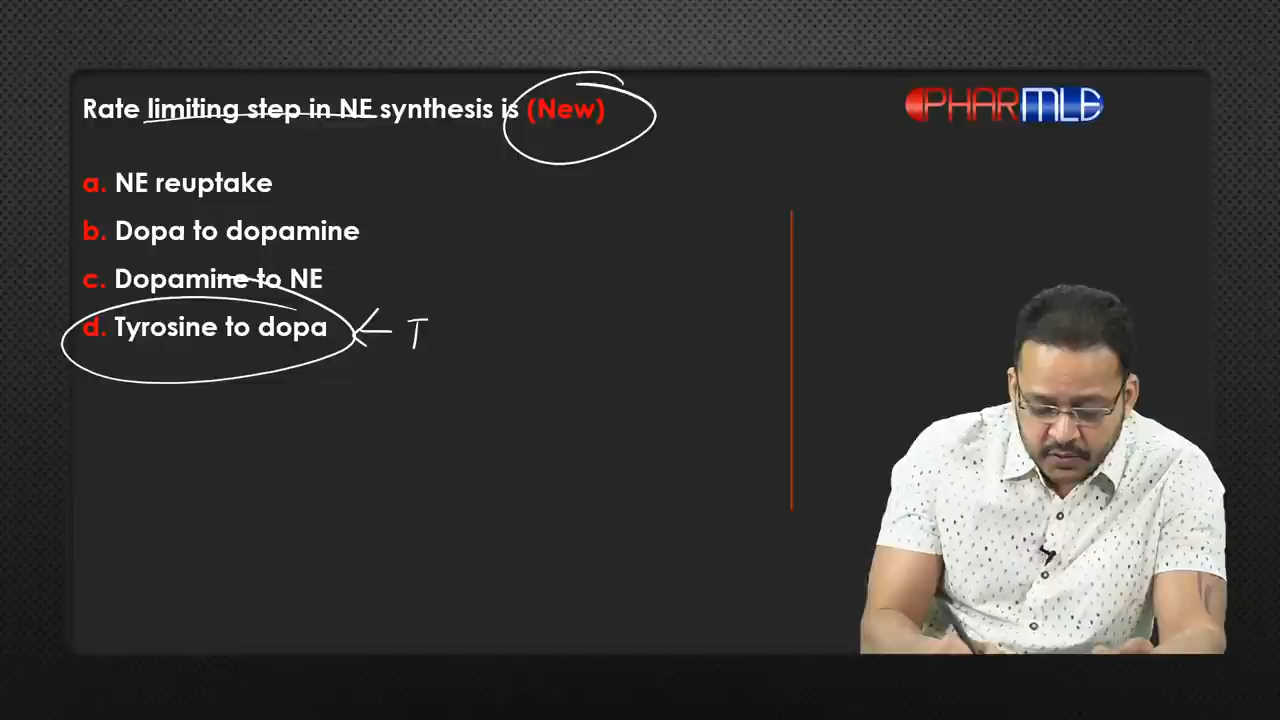 Rate limiting step in NE synthesis is (New)
PHARMLE
a. NE reuptake
b. Dopa to dopamine
c. Dopamine to NE
d. Tyrosine to dopa ← T